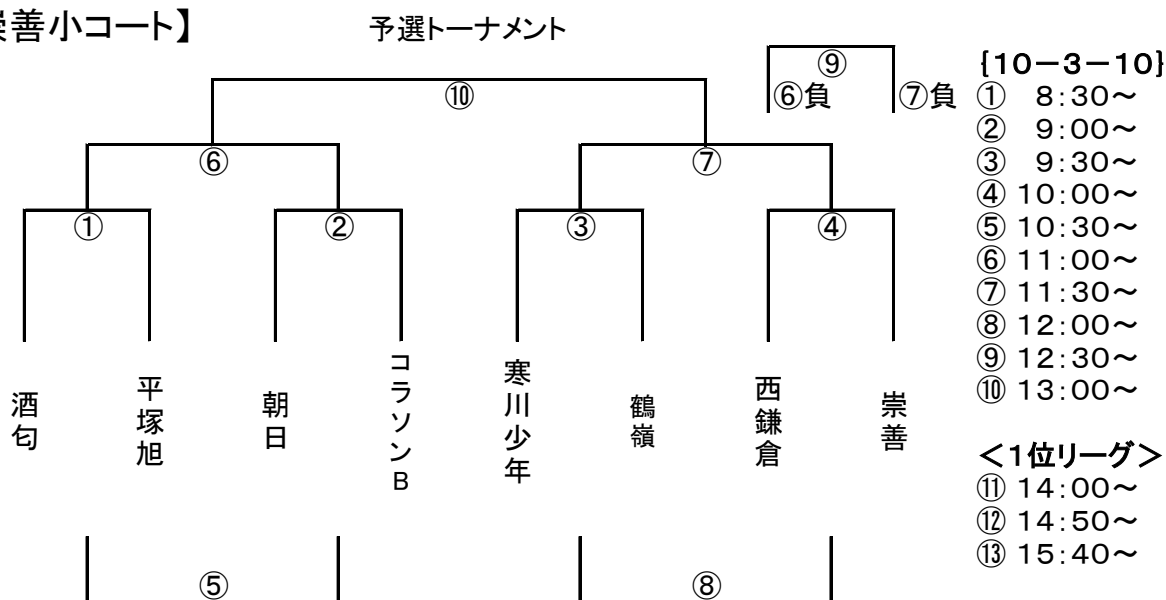 崇善小コート】 予選トーナメント
⑨
⑥負 ⑦負
⑩
⑥ ⑦
① ② ③ ④
酒匂
平塚旭
朝日
コラソンB
寒川少年
鶴嶺
西鎌倉
崇善
⑤ ⑧
{10－3－10}
① 8:30～
② 9:00～
③ 9:30～
④ 10:00～
⑤ 10:30～
⑥ 11:00～
⑦ 11:30～
⑧ 12:00～
⑨ 12:30～
⑩ 13:00～
＜1位リーグ＞
⑪ 14:00～
⑫ 14:50～
⑬ 15:40～